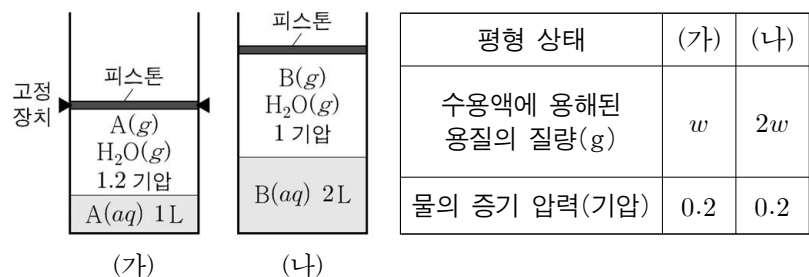 피스톤
고정
장치
A(g)
H₂O(g)
1.2 기압
A(aq) 1L
(가)
피스톤
B(g)
H₂O(g)
1 기압
B(aq) 2L
(나)
평형 상태 (가) (나)
수용액에 용해된
용질의 질량(g) w 2w
물의 증기 압력(기압) 0.2 0.2